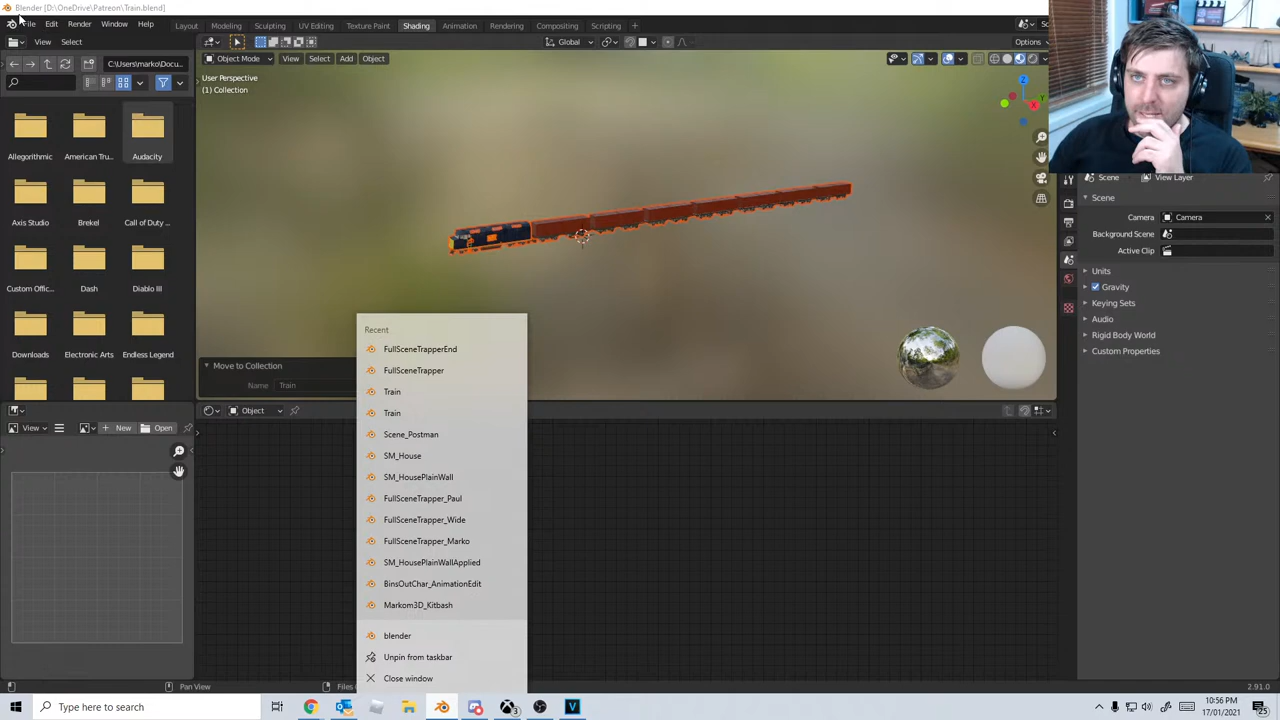 Blender [D:\OneDrive\Patreon\Train.blend]
File Edit Render Window Help Layout Modeling Sculpting UV Editing Texture Paint Shading Animation Rendering Compositing Scripting
View Select Global Options
C:\Users\marko\Docu...
Object Mode View Select Add Object
User Perspective
(1) Collection
Z
Y
X
Allegorithmic American Tru... Audacity
Axis Studio Brekel Call of Duty ...
Custom Offic... Dash Diablo III
Downloads Electronic Arts Endless Legend
Move to Collection
Name Train
View New Open
Object
Scene View Layer
Scene
Camera Camera
Background Scene
Active Clip
Units
Gravity
Keying Sets
Audio
Rigid Body World
Custom Properties
Recent
FullSceneTrapperEnd
FullSceneTrapper
Train
Train
Scene_Postman
SM_House
SM_HousePlainWall
FullSceneTrapper_Paul
FullSceneTrapper_Wide
FullSceneTrapper_Marko
SM_HousePlainWallApplied
BinsOutChar_AnimationEdit
Markom3D_Kitbash
blender
Unpin from taskbar
Close window
Pan View Files 2.91.0
Type here to search
10:56 PM
17/01/2021
25